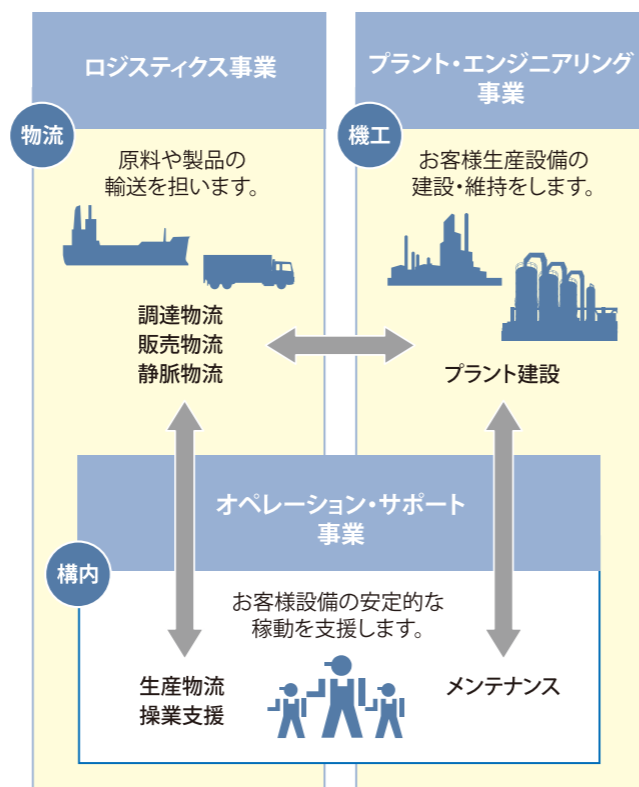 ロジスティクス事業
物流
原料や製品の
輸送を担います。
調達物流
販売物流
静脈物流
プラント・エンジニアリング
事業
機工
お客様生産設備の
建設・維持をします。
プラント建設
オペレーション・サポート
事業
構内
お客様設備の安定的な
稼動を支援します。
生産物流
操業支援
メンテナンス